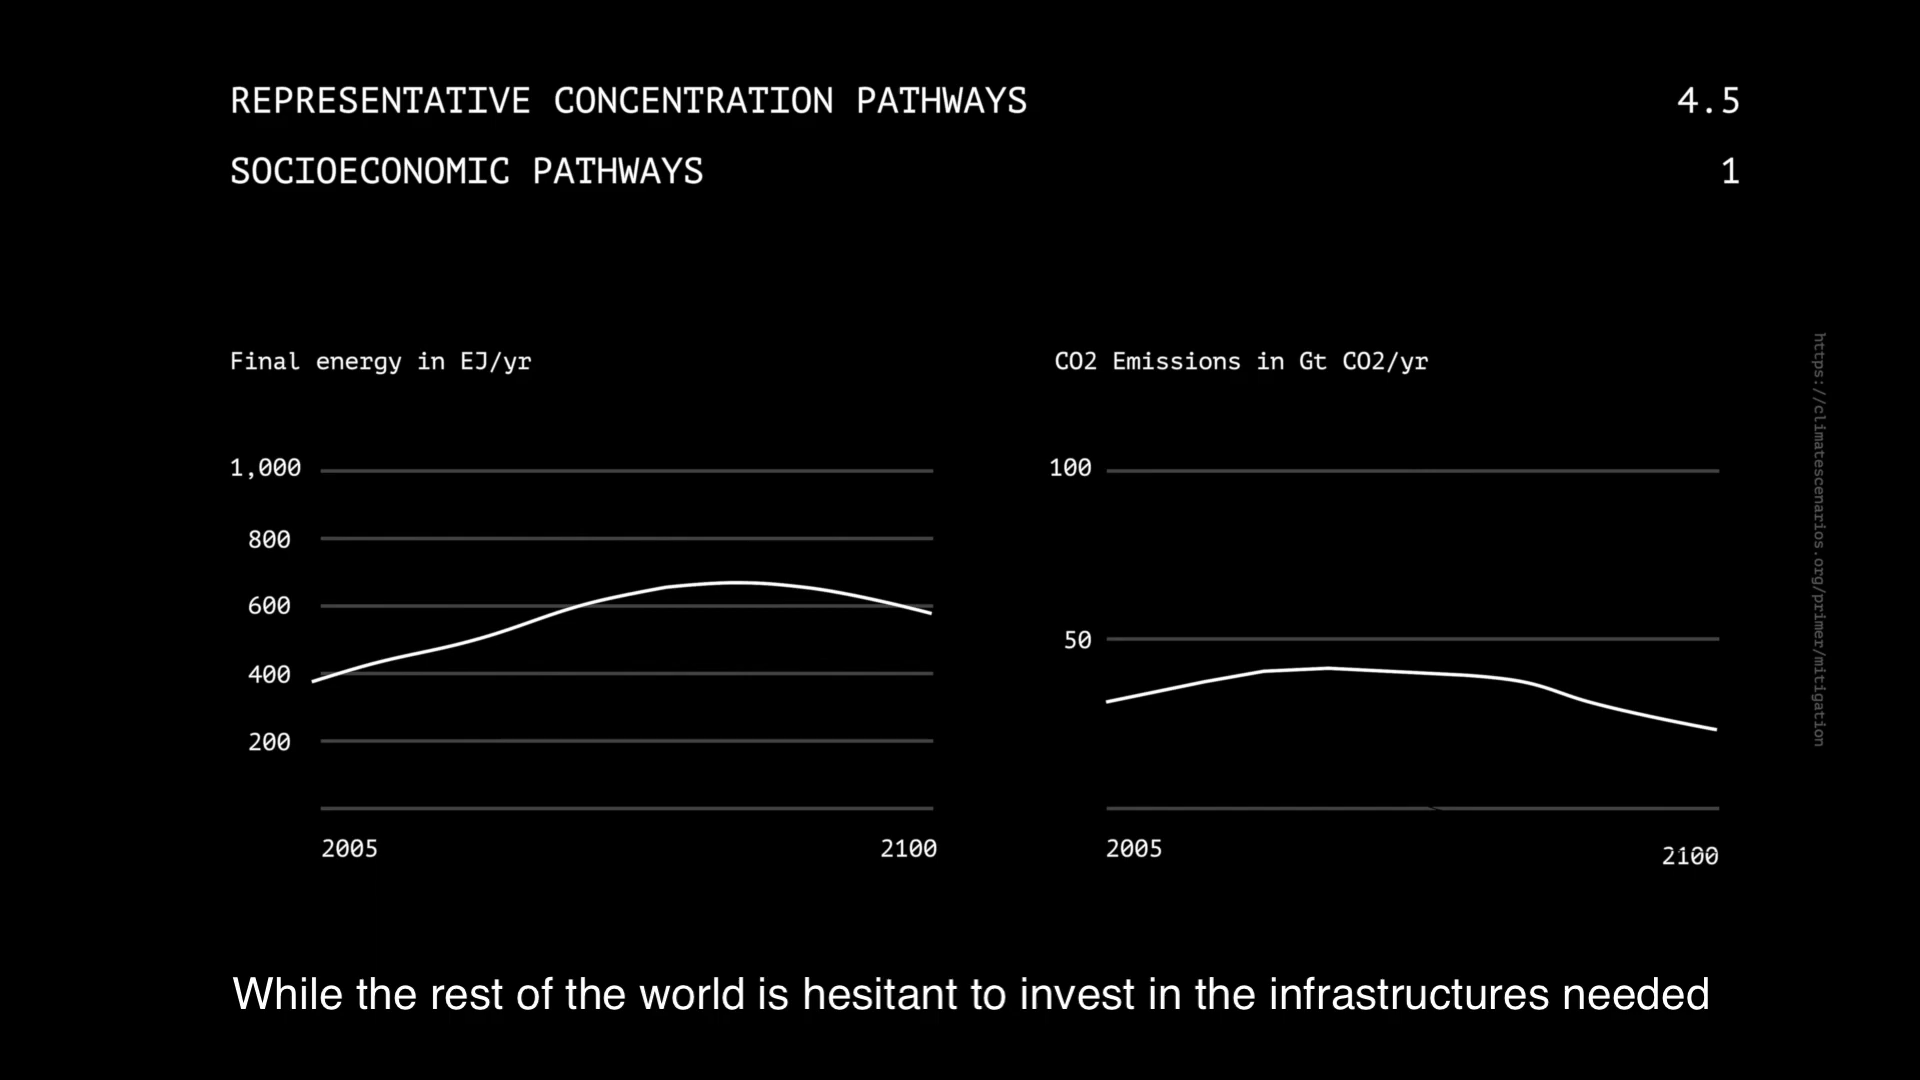 REPRESENTATIVE CONCENTRATION PATHWAYS 4.5
SOCIOECONOMIC PATHWAYS 1
Final energy in EJ/yr
1,000
800
600
400
200
2005 2100
CO2 Emissions in Gt CO2/yr
100
50
2005 2100
https://climatescenarios.org/primer/mitigation
While the rest of the world is hesitant to invest in the infrastructures needed